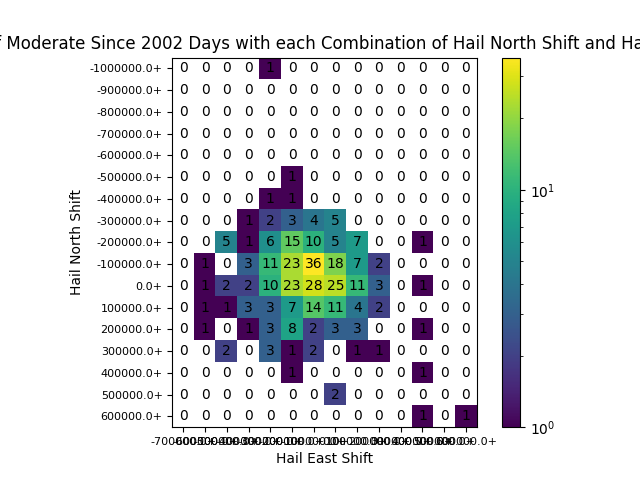 f Moderate Since 2002 Days with each Combination of Hail North Shift and Ha
-1000000.0+ 0 0 0 0 1 0 0 0 0 0 0 0 0 0
-900000.0+ 0 0 0 0 0 0 0 0 0 0 0 0 0 0
-800000.0+ 0 0 0 0 0 0 0 0 0 0 0 0 0 0
-700000.0+ 0 0 0 0 0 0 0 0 0 0 0 0 0 0
-600000.0+ 0 0 0 0 0 0 0 0 0 0 0 0 0 0
-500000.0+ 0 0 0 0 0 1 0 0 0 0 0 0 0 0
-400000.0+ 0 0 0 0 1 1 0 0 0 0 0 0 0 0
-300000.0+ 0 0 0 1 2 3 4 5 0 0 0 0 0 0
-200000.0+ 0 0 5 1 6 15 10 5 7 0 0 1 0 0
-100000.0+ 0 1 0 3 11 23 36 18 7 2 0 0 0 0
0.0+ 0 1 2 2 10 23 28 25 11 3 0 1 0 0
100000.0+ 0 1 1 3 3 7 14 11 4 2 0 0 0 0
200000.0+ 0 1 0 1 3 8 2 3 3 0 0 1 0 0
300000.0+ 0 0 2 0 3 1 2 0 1 1 0 0 0 0
400000.0+ 0 0 0 0 0 1 0 0 0 0 0 1 0 0
500000.0+ 0 0 0 0 0 0 0 2 0 0 0 0 0 0
600000.0+ 0 0 0 0 0 0 0 0 0 0 0 1 0 1
Hail North Shift
Hail East Shift
10¹
10⁰